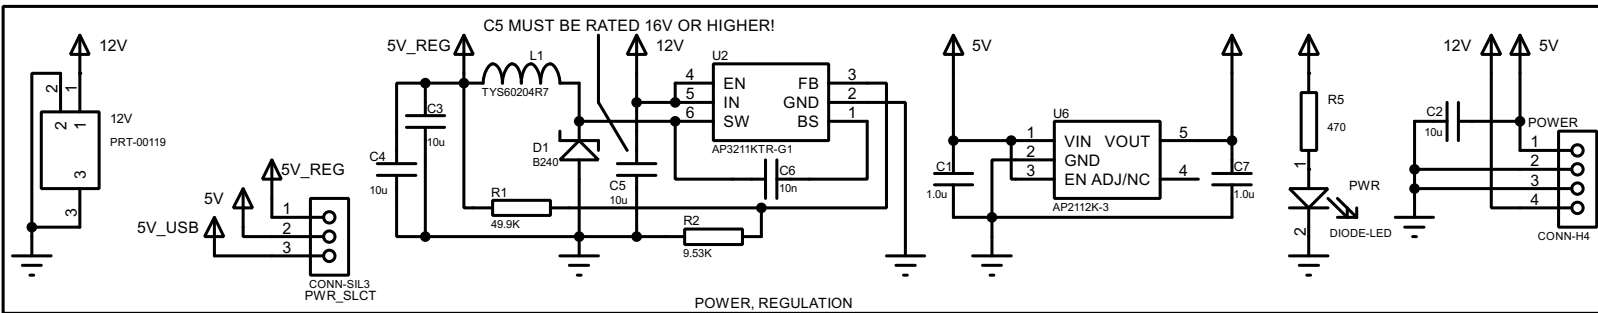 C5 MUST BE RATED 16V OR HIGHER!
12V
2
1
2 1
3
3
12V
PRT-00119
5V_REG
5V
5V_USB
1
2
3
CONN-SIL3
PWR_SLCT
5V_REG
L1
TYS60204R7
C3
10u
C4
10u
D1
B240
12V
C5
10u
R1
49.9K
R2
9.53K
U2
4 EN FB 3
5 IN GND 2
6 SW BS 1
AP3211KTR-G1
C6
10n
5V
C1
1.0u
U6
1 VIN VOUT 5
2 GND
3 EN ADJ/NC 4
AP2112K-3
C7
1.0u
R5
470
1
PWR
2
DIODE-LED
12V 5V
C2
10u
POWER
1
2
3
4
CONN-H4
POWER, REGULATION